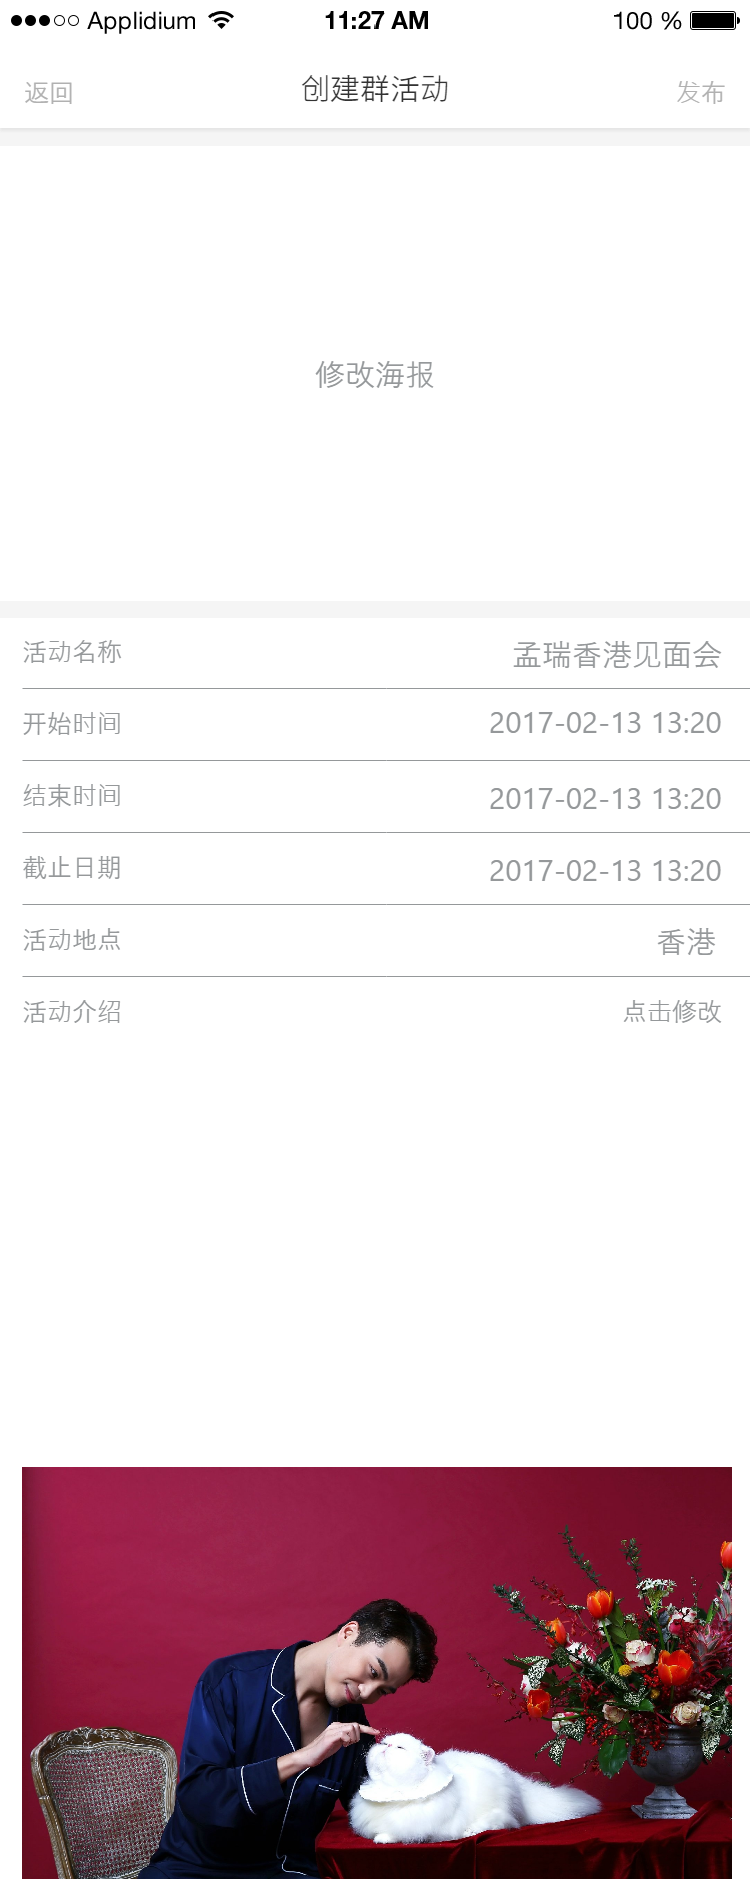 Applidium 11:27 AM 100 %
返回 创建群活动 发布
修改海报
活动名称 孟瑞香港见面会
开始时间 2017-02-13 13:20
结束时间 2017-02-13 13:20
截止日期 2017-02-13 13:20
活动地点 香港
活动介绍 点击修改